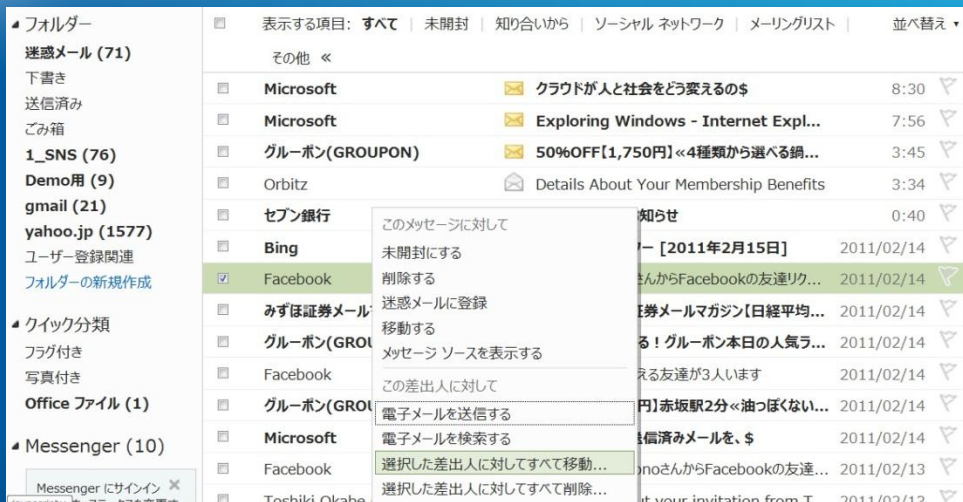 フォルダー
迷惑メール (71)
下書き
送信済み
ごみ箱
1_SNS (76)
Demo用 (9)
gmail (21)
yahoo.jp (1577)
ユーザー登録関連
フォルダーの新規作成
クイック分類
フラグ付き
写真付き
Office ファイル (1)
Messenger (10)
Messenger にサインイン
表示する項目: すべて | 未開封 | 知り合いから | ソーシャル ネットワーク | メーリングリスト | 並べ替え
その他 «
Microsoft クラウドが人と社会をどう変えるの$ 8:30
Microsoft Exploring Windows - Internet Expl... 7:56
グルーポン(GROUPON) 50%OFF【1,750円】«4種類から選べる鍋... 3:45
Orbitz Details About Your Membership Benefits 3:34
セブン銀行 知らせ 0:40
Bing ー [2011年2月15日] 2011/02/14
Facebook さんからFacebookの友達リク... 2011/02/14
みずほ証券メール 証券メールマガジン【日経平均... 2011/02/14
グルーポン(GROU る！グルーポン本日の人気ラ... 2011/02/14
Facebook える友達が3人います 2011/02/14
グルーポン(GROU 円】赤坂駅2分«油っぽくない... 2011/02/14
Microsoft 信済みメールを、$ 2011/02/14
Facebook onoさんからFacebookの友達... 2011/02/13
Toshiki Okabe t your invitation from T... 2011/02/13
このメッセージに対して
未開封にする
削除する
迷惑メールに登録
移動する
メッセージ ソースを表示する
この差出人に対して
電子メールを送信する
電子メールを検索する
選択した差出人に対してすべて移動...
選択した差出人に対してすべて削除...